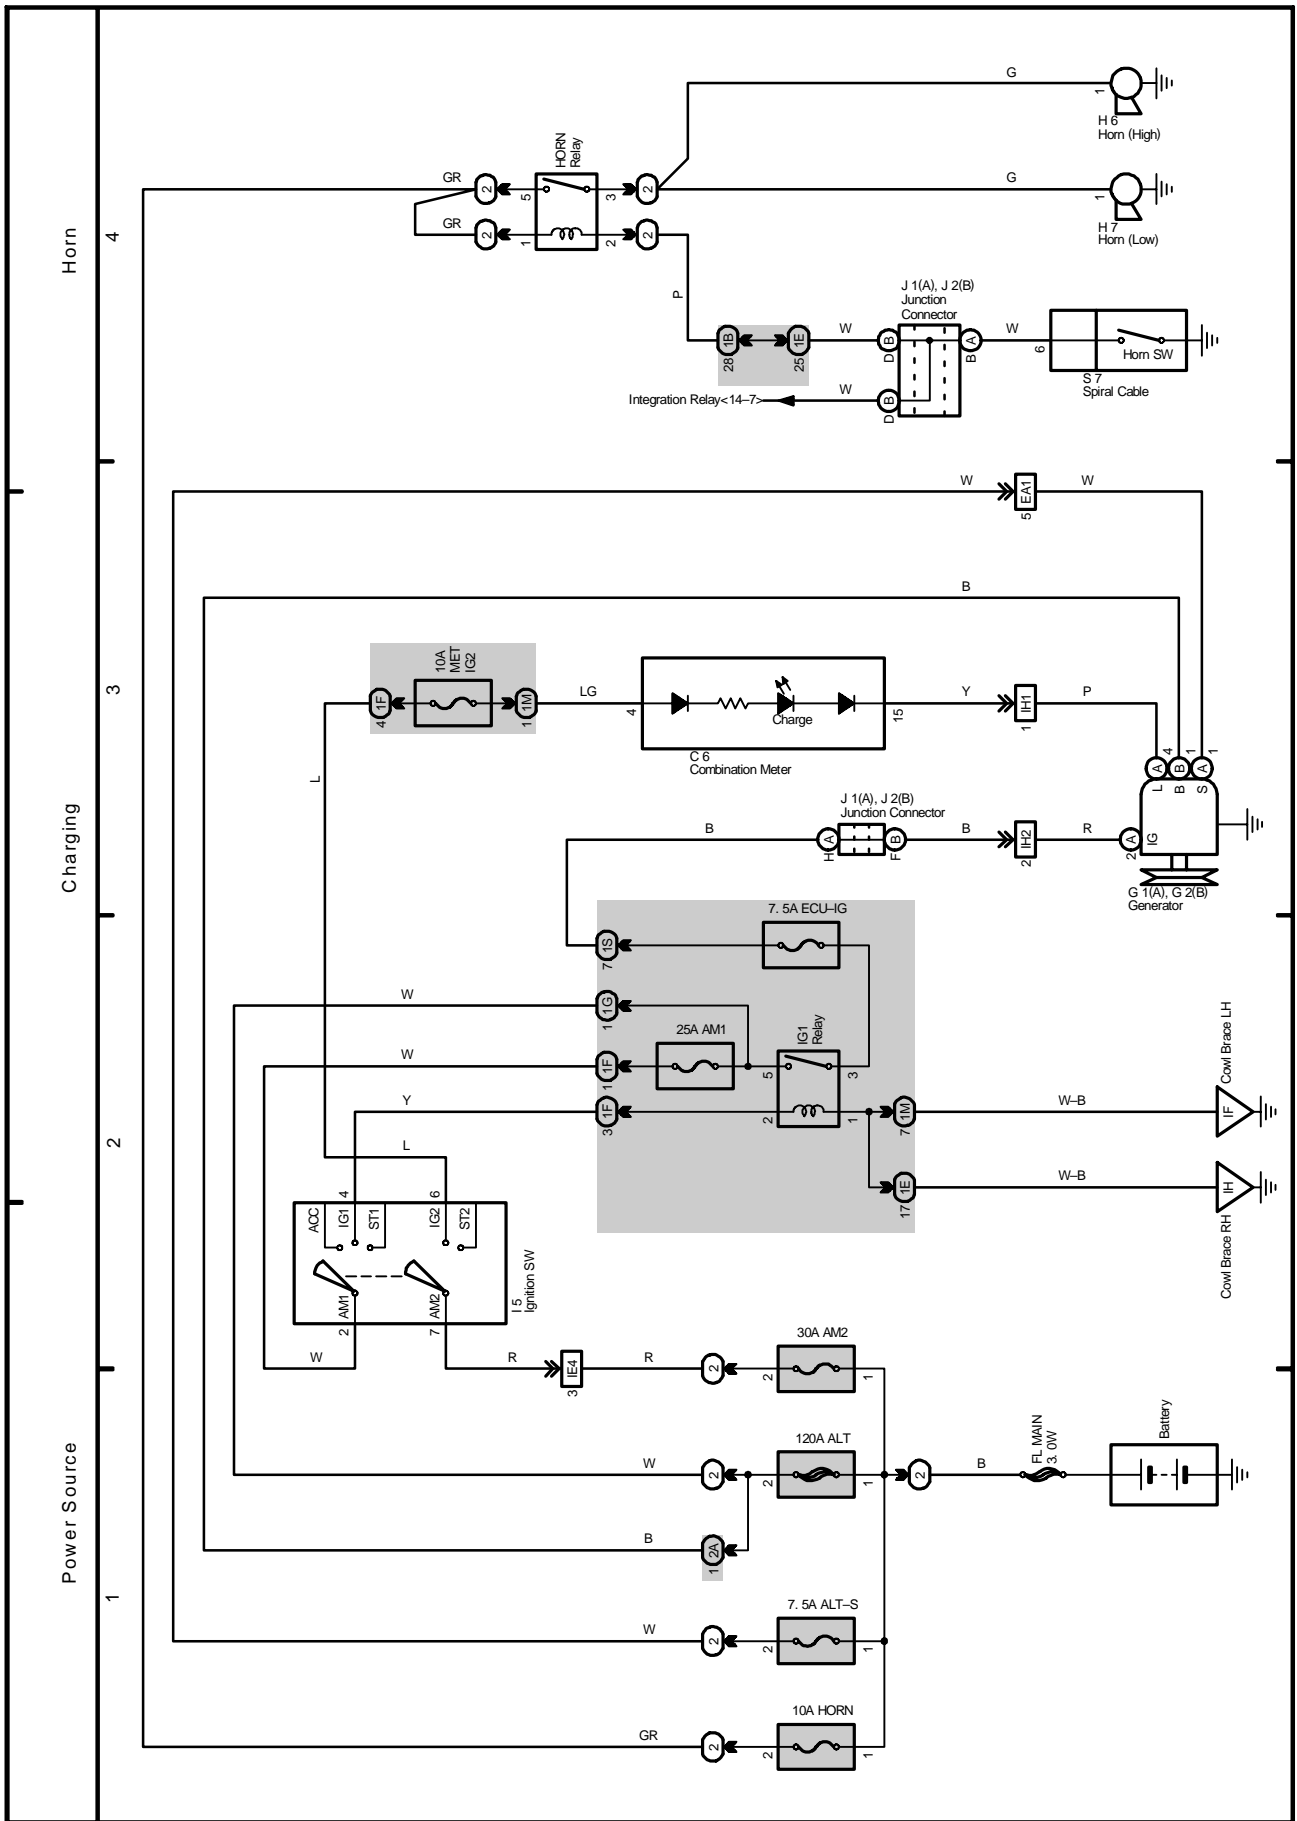 Power Source
Charging
Horn
1
2
3
4
G
1
H 6
Horn (High)
HORN
Relay
GR
2
5
3
2
G
1
H 7
Horn (Low)
GR
2
1
2
2
P
J 1(A), J 2(B)
Junction
Connector
28
1B
25
1E
W
D
B
B
A
W
6
Horn SW
S 7
Spiral Cable
Integration Relay<14–7>
W
D
B
W
5
EA1
W
B
10A
MET
IG2
4
1F
1
1M
LG
4
Charge
15
C 6
Combination Meter
Y
1
IH1
P
L
A
4
B
B
1
A
S
1
L
J 1(A), J 2(B)
Junction Connector
B
H
A
F
B
B
2
IH2
R
2
A
IG
G 1(A), G 2(B)
Generator
7. 5A ECU–IG
7
1S
W
1
1G
25A AM1
IG1
Relay
W
1
1F
5
3
Y
3
1F
2
1
7
1M
W–B
IF
Cowl Brace LH
L
17
1E
W–B
IH
Cowl Brace RH
4
6
ACC
IG1
ST1
IG2
ST2
AM1
AM2
2
7
I 5
Ignition SW
W
R
3
IE4
R
2
30A AM2
2
1
W
2
120A ALT
2
1
2
B
FL MAIN
3. 0W
Battery
B
1
2A
W
2
7. 5A ALT–S
2
1
GR
2
10A HORN
2
1